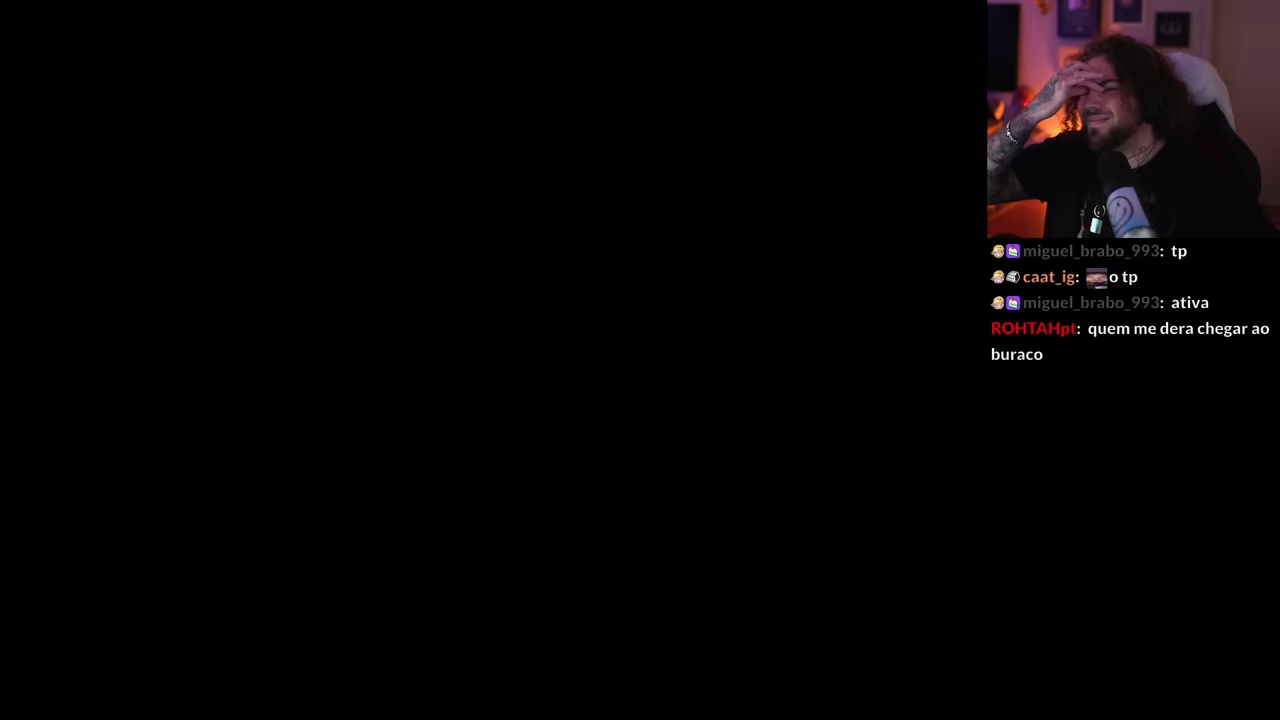 miguel_brabo_993: tp
caat_ig: o tp
miguel_brabo_993: ativa
ROHTAHpt: quem me dera chegar ao
buraco